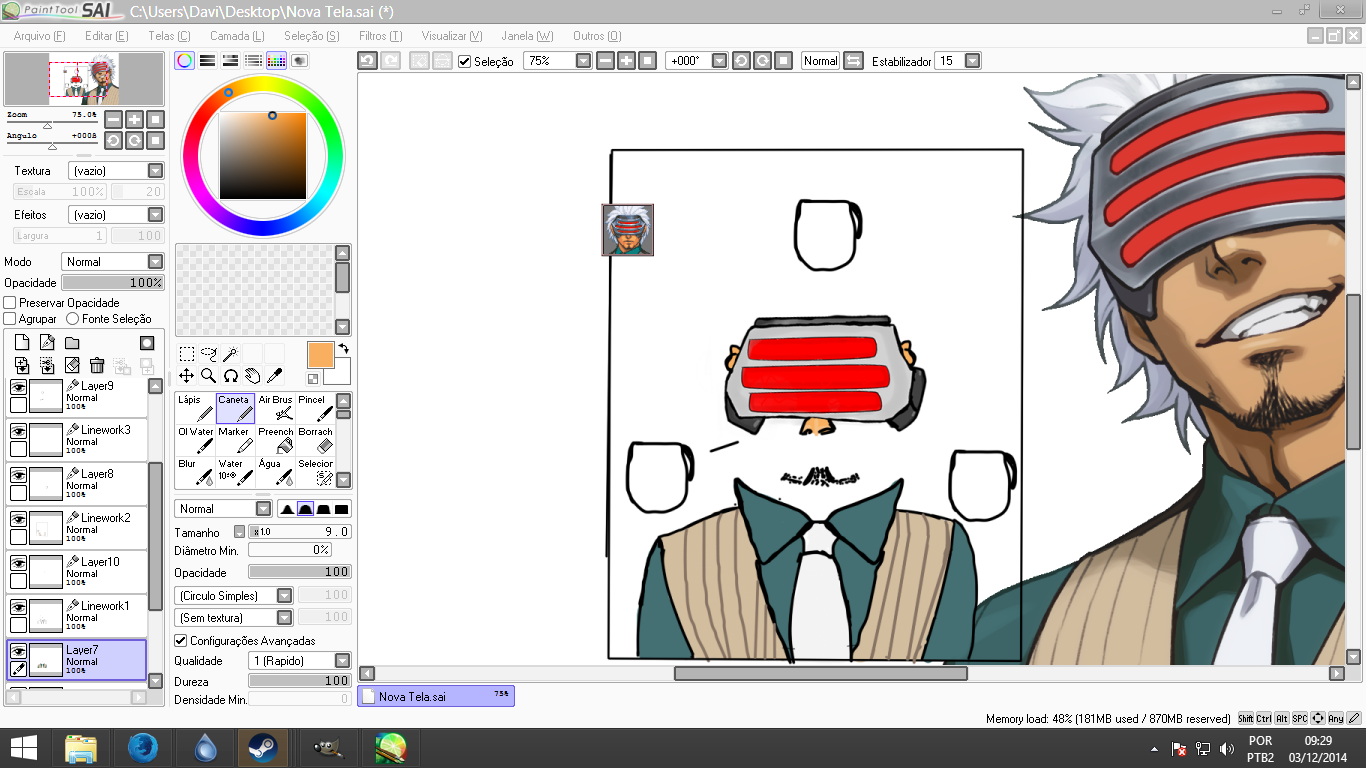 PaintTool SAI C:\Users\Davi\Desktop\Nova Tela.sai (*)
Arquivo (F) Editar (E) Telas (C) Camada (L) Seleção (S) Filtros (T) Visualizar (V) Janela (W) Outros (O)
Seleção 75% +000° Normal Estabilizador 15
Zoom 75.0%
Angulo +000ß
Textura (vazio)
Escala 100% 20
Efeitos (vazio)
Largura 1 100
Modo Normal
Opacidade 100%
Preservar Opacidade
Agrupar Fonte Seleção
Layer9
Normal
100%
Linework3
Normal
100%
Layer8
Normal
100%
Linework2
Normal
100%
Layer10
Normal
100%
Linework1
Normal
100%
Layer7
Normal
100%
Lápis Caneta Air Brus Pincel
Ol Water Marker Preench Borrach
Blur Water Água Selecior
10%
Normal
Tamanho x1.0 9.0
Diâmetro Min. 0%
Opacidade 100
(Circulo Simples) 100
(Sem textura) 100
Configurações Avançadas
Qualidade 1 (Rapido)
Dureza 100
Densidade Min. 0
Nova Tela.sai 75%
Memory load: 48% (181MB used / 870MB reserved) Shift Ctrl Alt SPC Any
POR 09:29
PTB2 03/12/2014